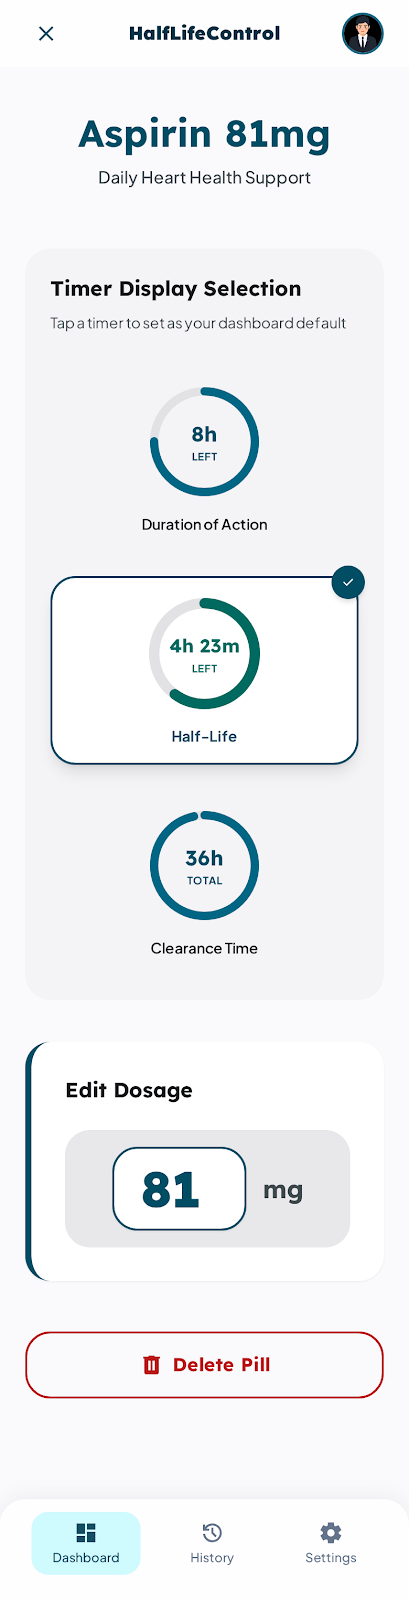 HalfLifeControl
Aspirin 81mg
Daily Heart Health Support
Timer Display Selection
Tap a timer to set as your dashboard default
8h
LEFT
Duration of Action
4h 23m
LEFT
Half-Life
36h
TOTAL
Clearance Time
Edit Dosage
81 mg
Delete Pill
Dashboard History Settings